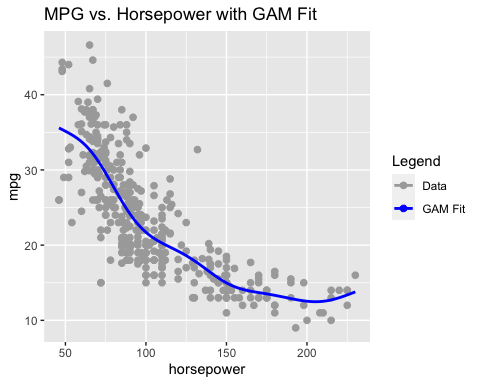 MPG vs. Horsepower with GAM Fit
mpg
40
30
20
10
50 100 150 200
horsepower
Legend
Data
GAM Fit